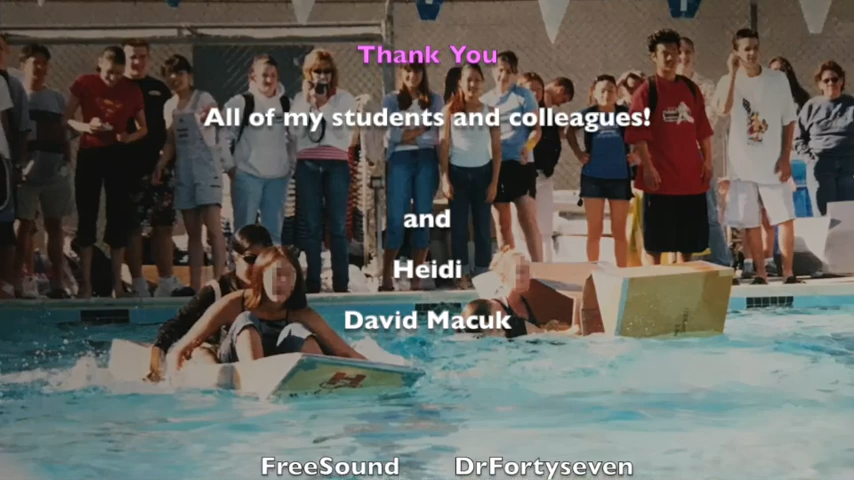 Thank You
All of my students and colleagues!
and
Heidi
David Macuk
FreeSound DrFortyseven